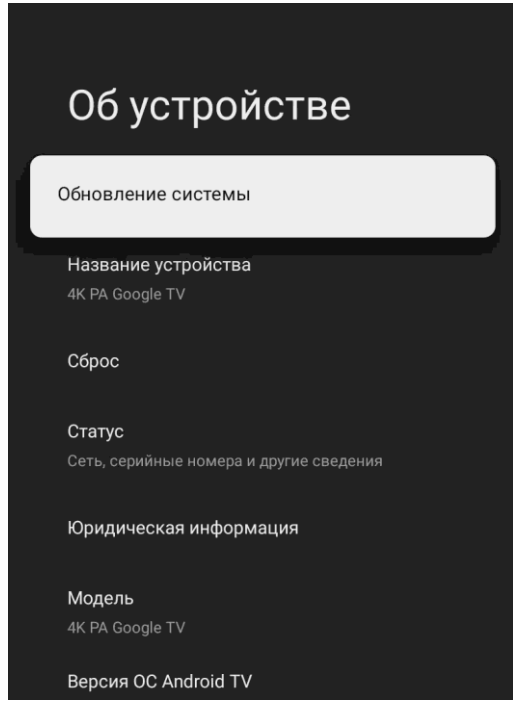 Об устройстве
Обновление системы
Название устройства
4K PA Google TV
Сброс
Статус
Сеть, серийные номера и другие сведения
Юридическая информация
Модель
4K PA Google TV
Версия ОС Android TV